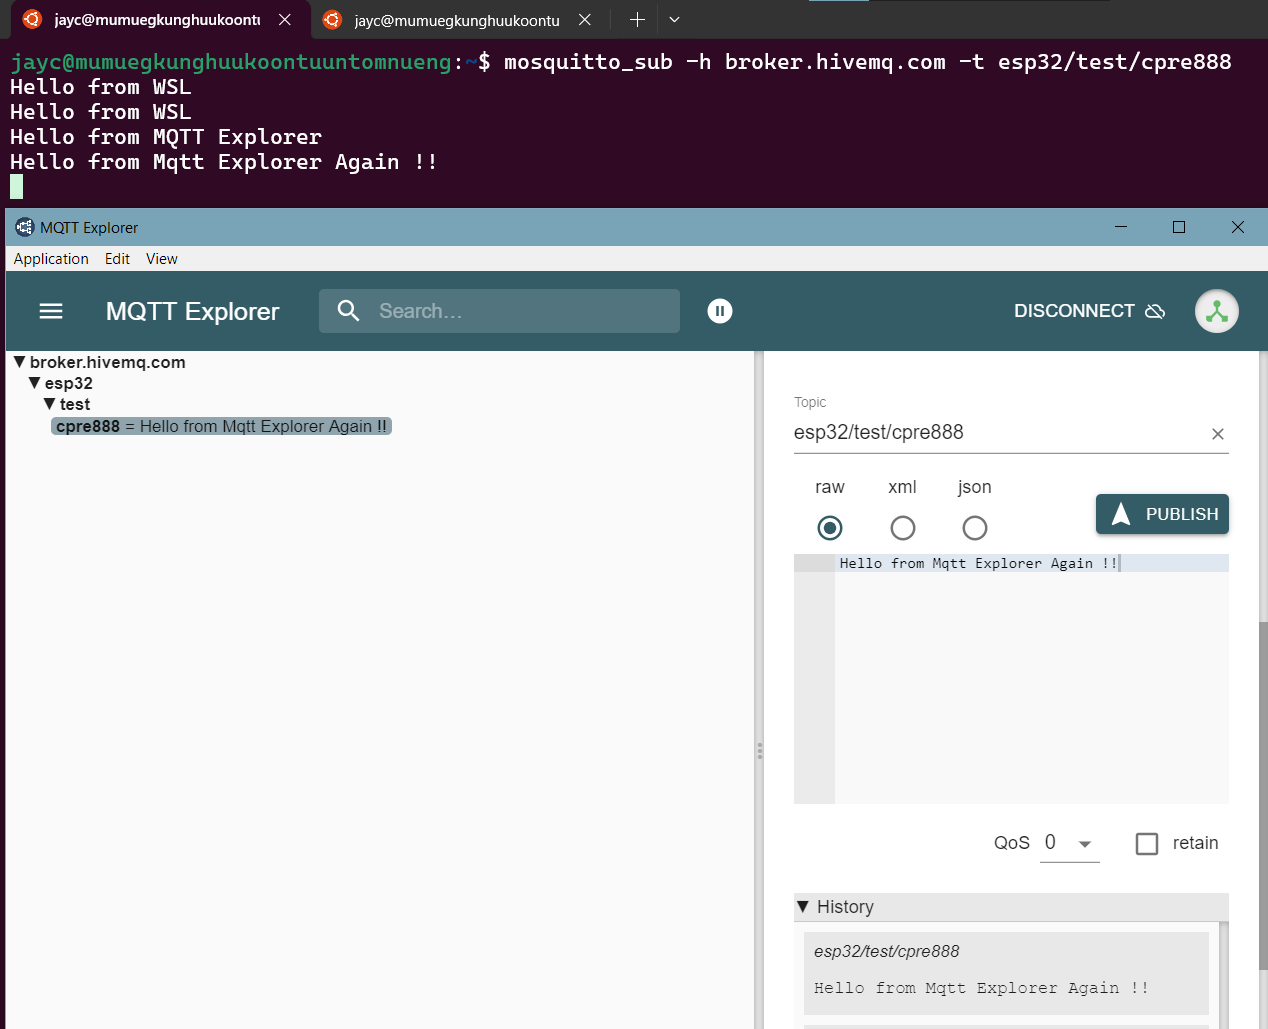 jayc@mumuegkunghuukoontu
jayc@mumuegkunghuukoontu
jayc@mumuegkunghuukoontuuntomnueng:~$ mosquitto_sub -h broker.hivemq.com -t esp32/test/cpre888
Hello from WSL
Hello from WSL
Hello from MQTT Explorer
Hello from Mqtt Explorer Again !!
MQTT Explorer
Application Edit View
MQTT Explorer
Search...
DISCONNECT
▼ broker.hivemq.com
▼ esp32
▼ test
cpre888 = Hello from Mqtt Explorer Again !!
Topic
esp32/test/cpre888
raw xml json
PUBLISH
Hello from Mqtt Explorer Again !!
QoS 0 retain
▼ History
esp32/test/cpre888
Hello from Mqtt Explorer Again !!